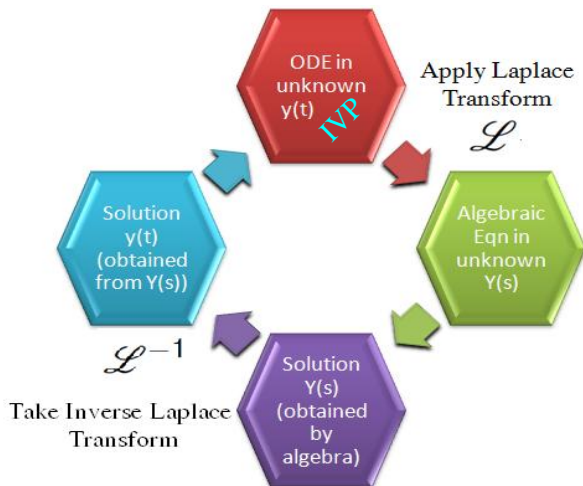 ODE in
unknown
y(t)
IVP
Apply Laplace
Transform
ℒ
Algebraic
Eqn in
unknown
Y(s)
Solution
Y(s)
(obtained
by
algebra)
ℒ⁻¹
Take Inverse Laplace
Transform
Solution
y(t)
(obtained
from Y(s))